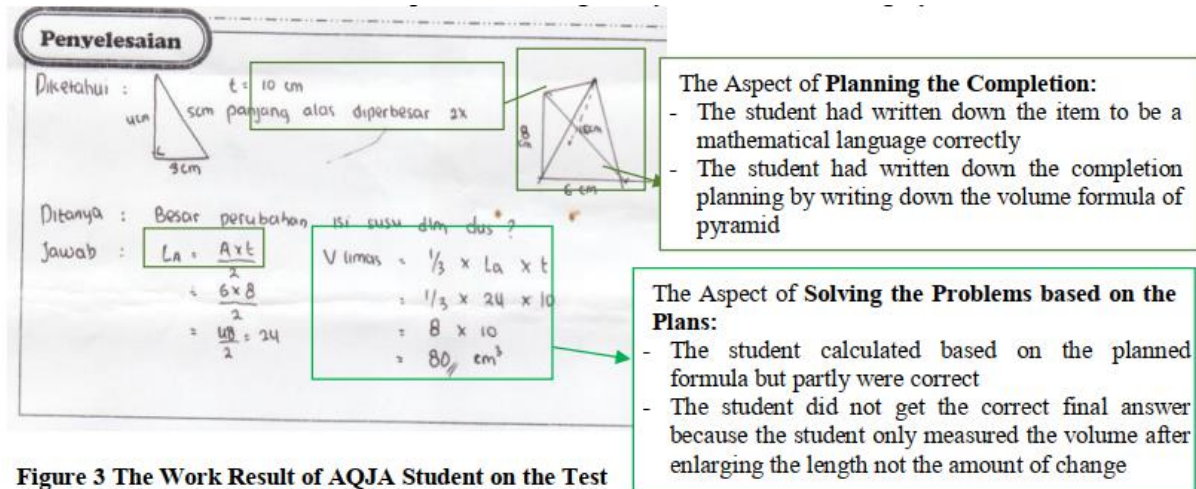 Penyelesaian
Diketahui :
4cm
5cm
3cm
t = 10 cm
panjang alas diperbesar 2x
8 cm
10cm
6 cm
Ditanya : Besar perubahan isi susu dlm dus ?
Jawab : LA = A x t / 2
= 6 x 8 / 2
= 48 / 2 = 24
V limas = 1/3 x La x t
= 1/3 x 24 x 10
= 8 x 10
= 80 cm³
The Aspect of Planning the Completion:
- The student had written down the item to be a
mathematical language correctly
- The student had written down the completion
planning by writing down the volume formula of
pyramid
The Aspect of Solving the Problems based on the
Plans:
- The student calculated based on the planned
formula but partly were correct
- The student did not get the correct final answer
because the student only measured the volume after
enlarging the length not the amount of change
Figure 3 The Work Result of AQJA Student on the Test